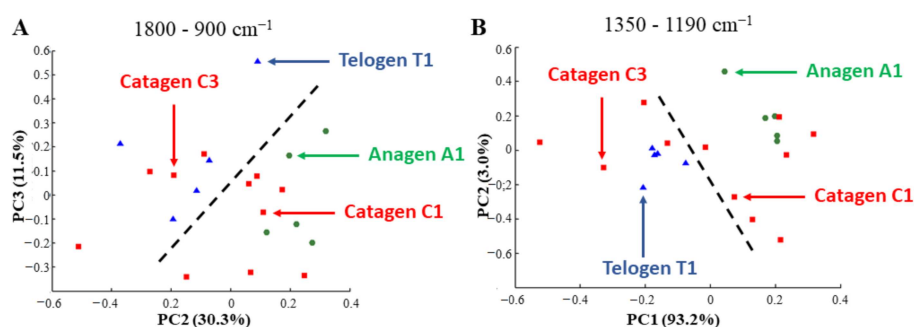 A
1800 - 900 cm⁻¹
0.6
0.5
0.4
0.3
0.2
0.1
0
−0.1
−0.2
−0.3
PC3 (11.5%)
−0.6
−0.4
−0.2
0
0.2
0.4
PC2 (30.3%)
Telogen T1
Catagen C3
Anagen A1
Catagen C1
B
1350 - 1190 cm⁻¹
0.6
0.4
0.2
0
−0.2
−0.4
−0.6
PC2 (3.0%)
−0.6
−0.4
−0.2
0
0.2
0.4
PC1 (93.2%)
Catagen C3
Anagen A1
Catagen C1
Telogen T1